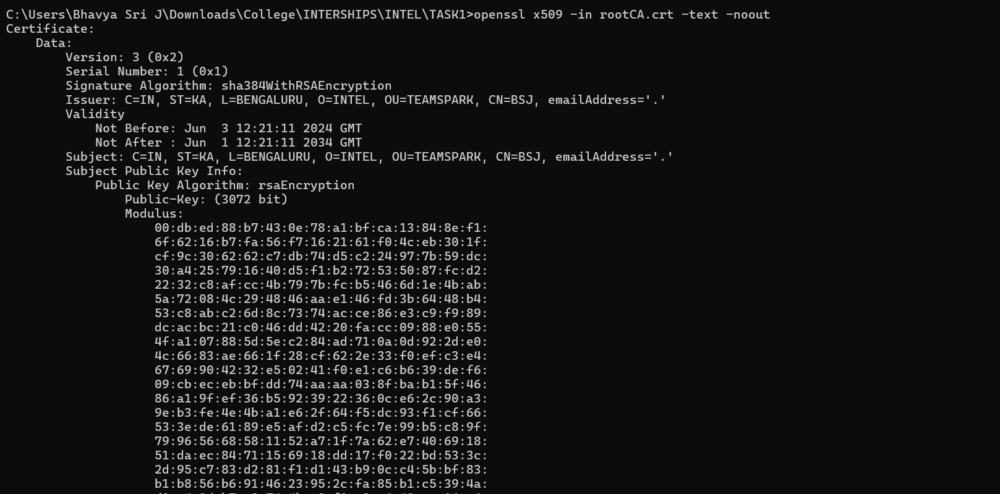 C:\Users\Bhavya Sri J\Downloads\College\INTERSHIPS\INTEL\TASK1>openssl x509 -in rootCA.crt -text -noout
Certificate:
    Data:
        Version: 3 (0x2)
        Serial Number: 1 (0x1)
        Signature Algorithm: sha384WithRSAEncryption
        Issuer: C=IN, ST=KA, L=BENGALURU, O=INTEL, OU=TEAMSPARK, CN=BSJ, emailAddress='.'
        Validity
            Not Before: Jun  3 12:21:11 2024 GMT
            Not After : Jun  1 12:21:11 2034 GMT
        Subject: C=IN, ST=KA, L=BENGALURU, O=INTEL, OU=TEAMSPARK, CN=BSJ, emailAddress='.'
        Subject Public Key Info:
            Public Key Algorithm: rsaEncryption
                Public-Key: (3072 bit)
                Modulus:
                    00:db:ed:88:b7:43:0e:78:a1:bf:ca:13:84:8e:f1:
                    6f:62:16:b7:fa:56:f7:16:21:61:f0:4c:eb:30:1f:
                    cf:9c:30:62:62:c7:db:74:d5:c2:24:97:7b:59:dc:
                    30:a4:25:79:16:40:d5:f1:b2:72:53:50:87:fc:d2:
                    22:32:c8:af:cc:4b:79:7b:fc:b5:46:6d:1e:4b:ab:
                    5a:72:08:4c:29:48:46:aa:e1:46:fd:3b:64:48:b4:
                    53:c8:ab:c2:6d:8c:73:74:ac:ce:86:e3:c9:f9:89:
                    dc:ac:bc:21:c0:46:dd:42:20:fa:cc:09:88:e0:55:
                    4f:a1:07:88:5d:5e:c2:84:ad:71:0a:0d:92:2d:e0:
                    4c:66:83:ae:66:1f:28:cf:62:2e:33:f0:ef:c3:e4:
                    67:69:90:42:32:e5:02:41:f0:e1:c6:b6:39:de:f6:
                    09:cb:ec:eb:bf:dd:74:aa:aa:03:8f:ba:b1:5f:46:
                    86:a1:9f:ef:36:b5:92:39:22:36:0c:e6:2c:90:a3:
                    9e:b3:fe:4e:4b:a1:e6:2f:64:f5:dc:93:f1:cf:66:
                    53:3e:de:61:89:e5:af:d2:c5:fc:7e:99:b5:c8:9f:
                    79:96:56:68:58:11:52:a7:1f:7a:62:e7:40:69:18:
                    51:da:ec:84:71:15:69:18:dd:17:f0:22:bd:53:3c:
                    2d:95:c7:83:d2:81:f1:d1:43:b9:0c:c4:5b:bf:83:
                    b1:b8:56:b6:91:46:23:95:2c:fa:85:b1:c5:39:4a: